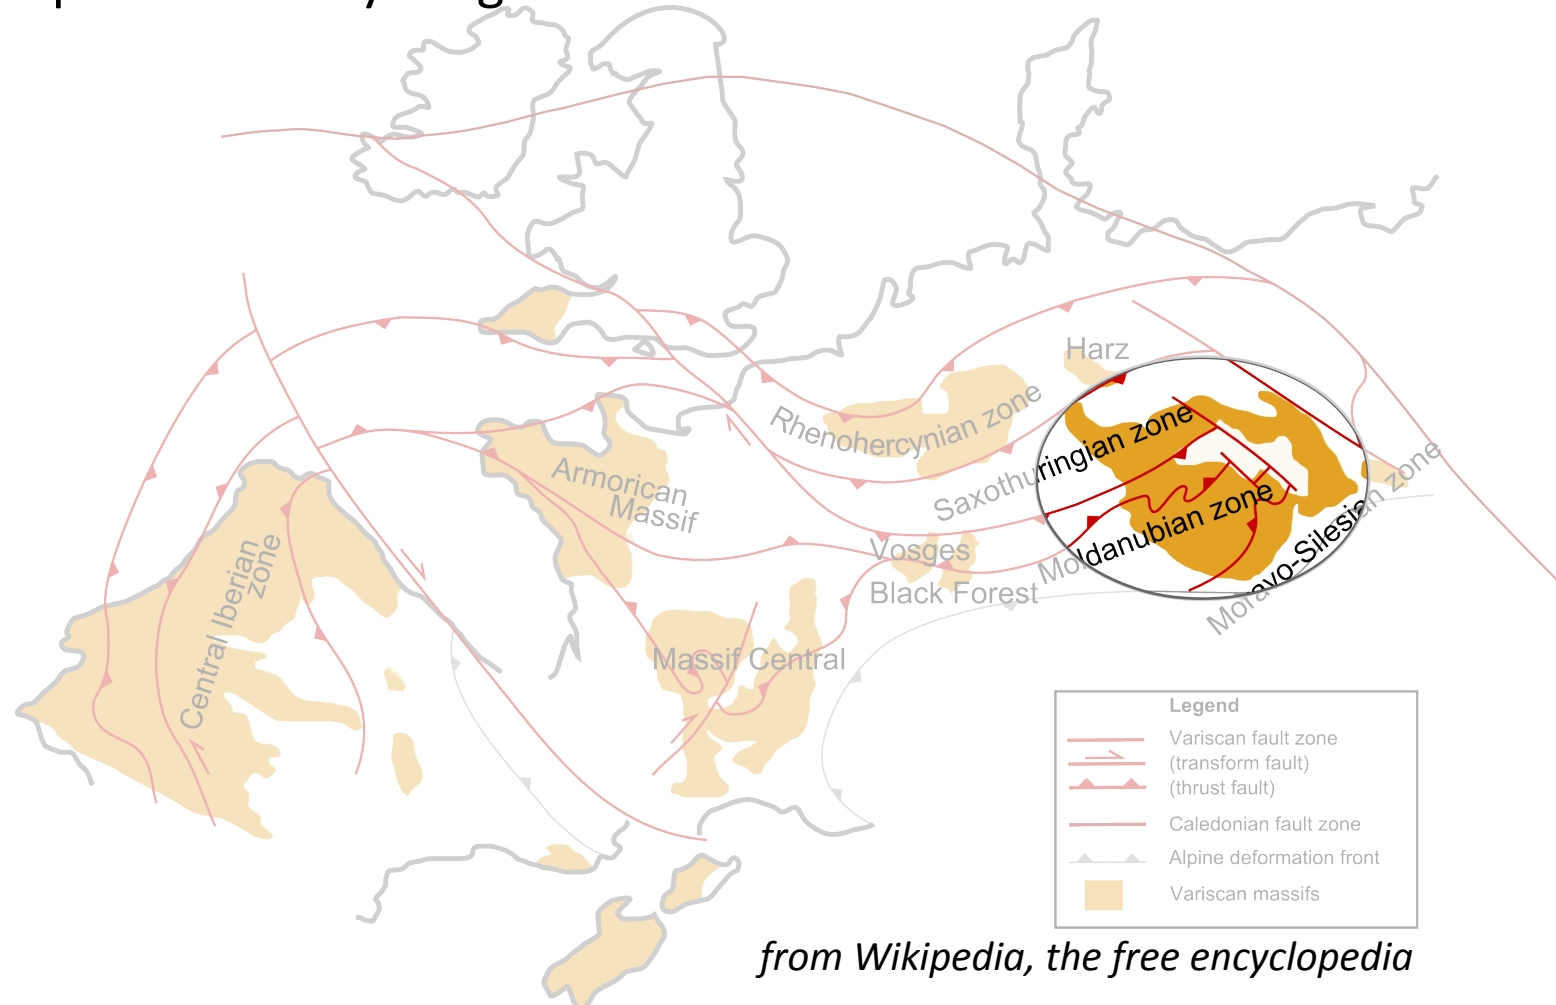 Harz
Rhenohercynian zone
Saxothuringian zone
Armorican
Massif
Vosges
Black Forest
Moldanubian zone
Moravo-Silesian zone
Central Iberian
zone
Massif Central
Legend
Variscan fault zone
(transform fault)
(thrust fault)
Caledonian fault zone
Alpine deformation front
Variscan massifs
from Wikipedia, the free encyclopedia